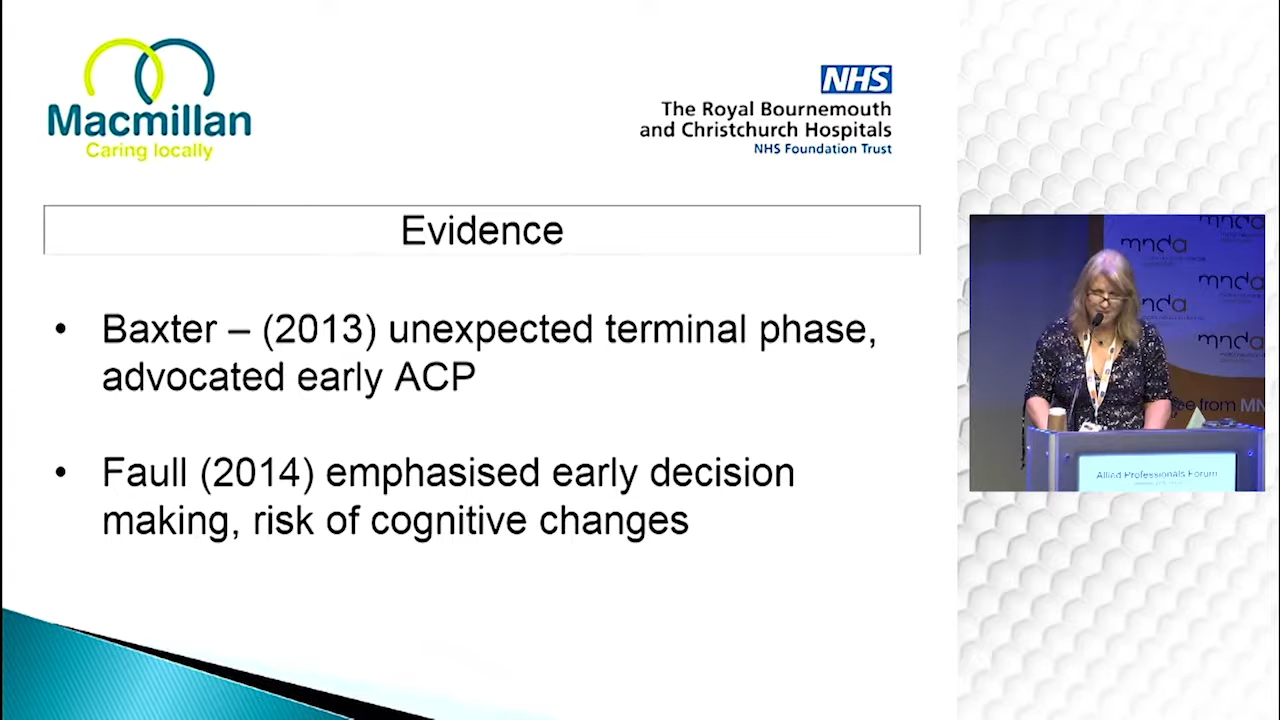 Macmillan
Caring locally
NHS
The Royal Bournemouth
and Christchurch Hospitals
NHS Foundation Trust
Evidence
• Baxter – (2013) unexpected terminal phase,
advocated early ACP
• Faull (2014) emphasised early decision
making, risk of cognitive changes
mnda
mnda
mnda
mnda
mnda
from MN
Allied Professionals Forum